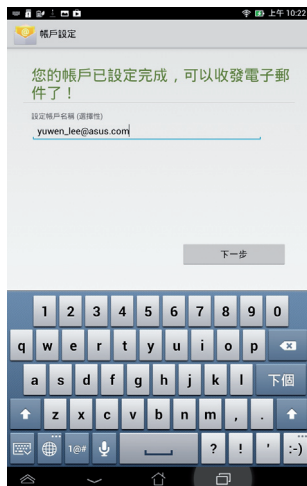 上午 10:22
帳戶設定
您的帳戶已設定完成，可以收發電子郵
件了！
設定帳戶名稱 (選擇性)
yuwen_lee@asus.com
下一步
1 2 3 4 5 6 7 8 9 0
q w e r t y u i o p
a s d f g h j k l 下個
z x c v b n m , .
1@# ? ! ' :-)